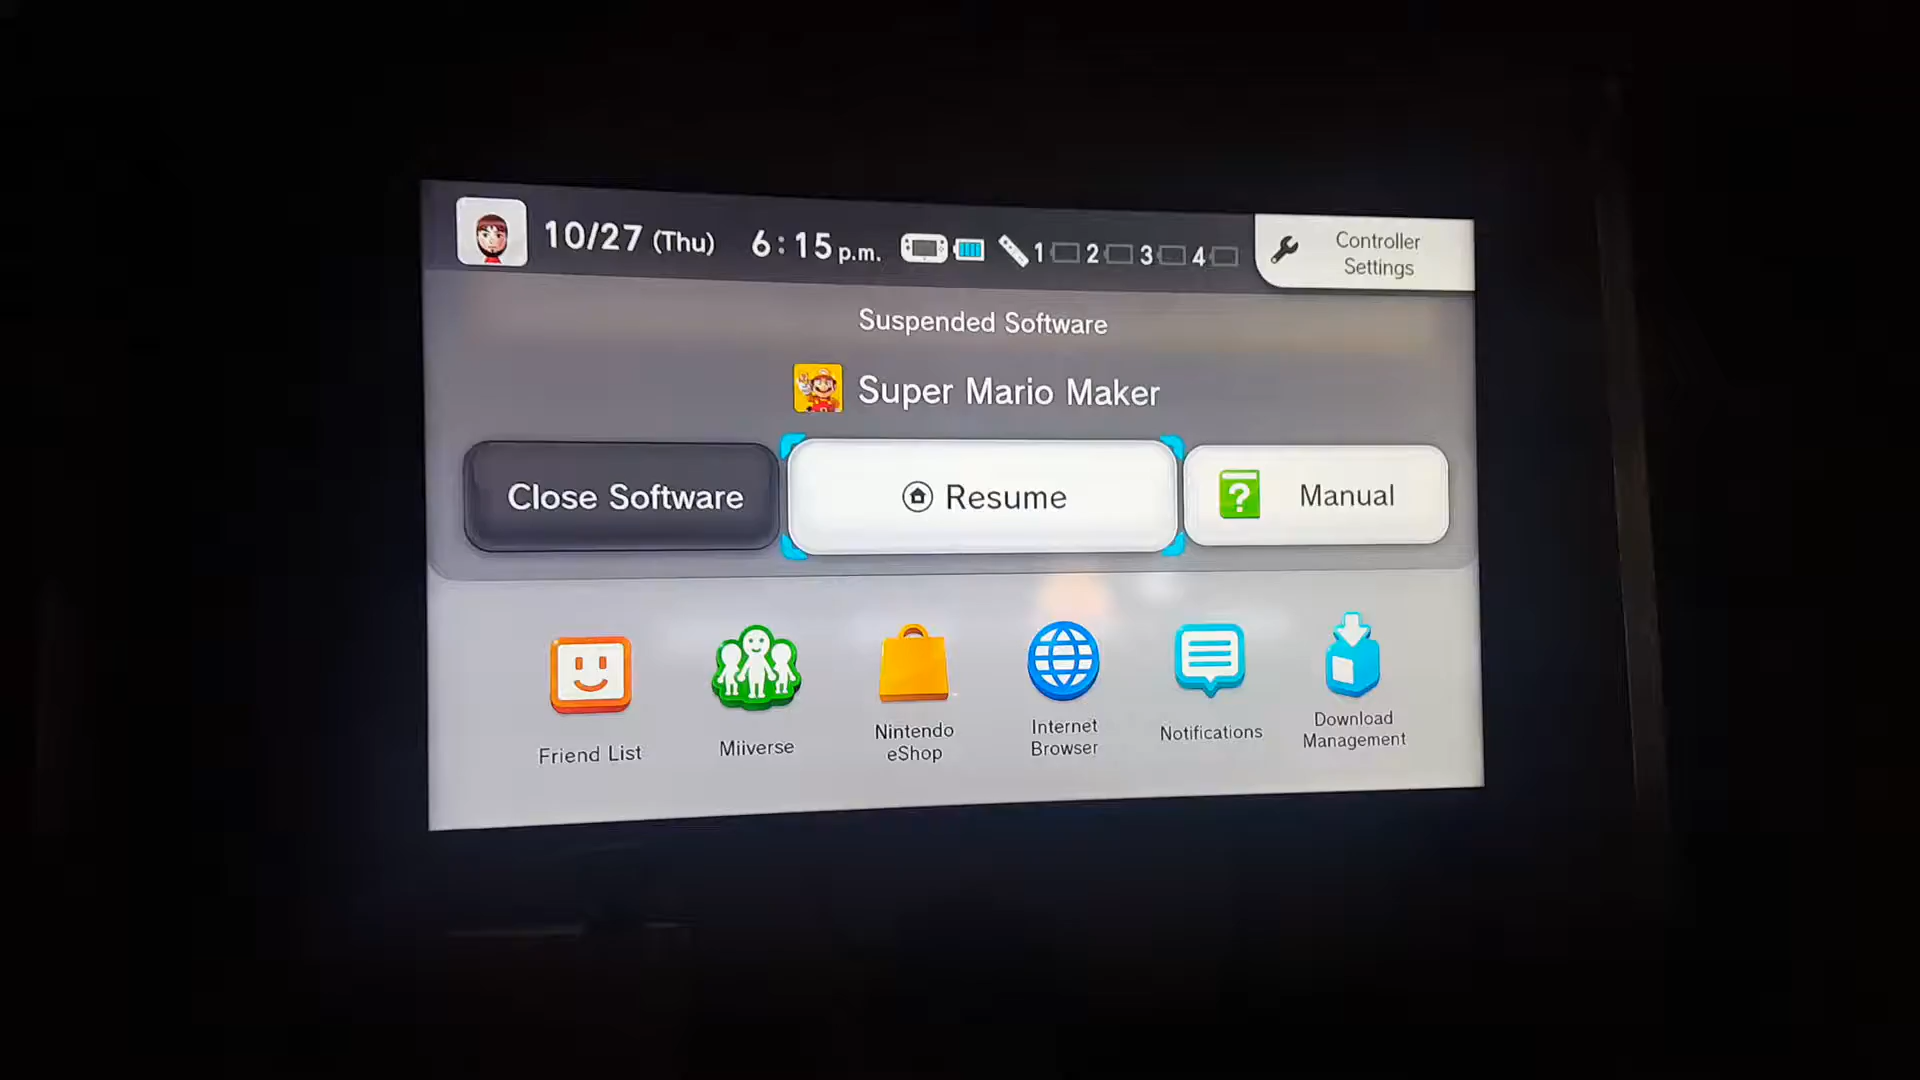 10/27 (Thu) 6:15 p.m. 1 2 3 4
Controller
Settings
Suspended Software
Super Mario Maker
Close Software
Resume
? Manual
Friend List
Miiverse
Nintendo
eShop
Internet
Browser
Notifications
Download
Management